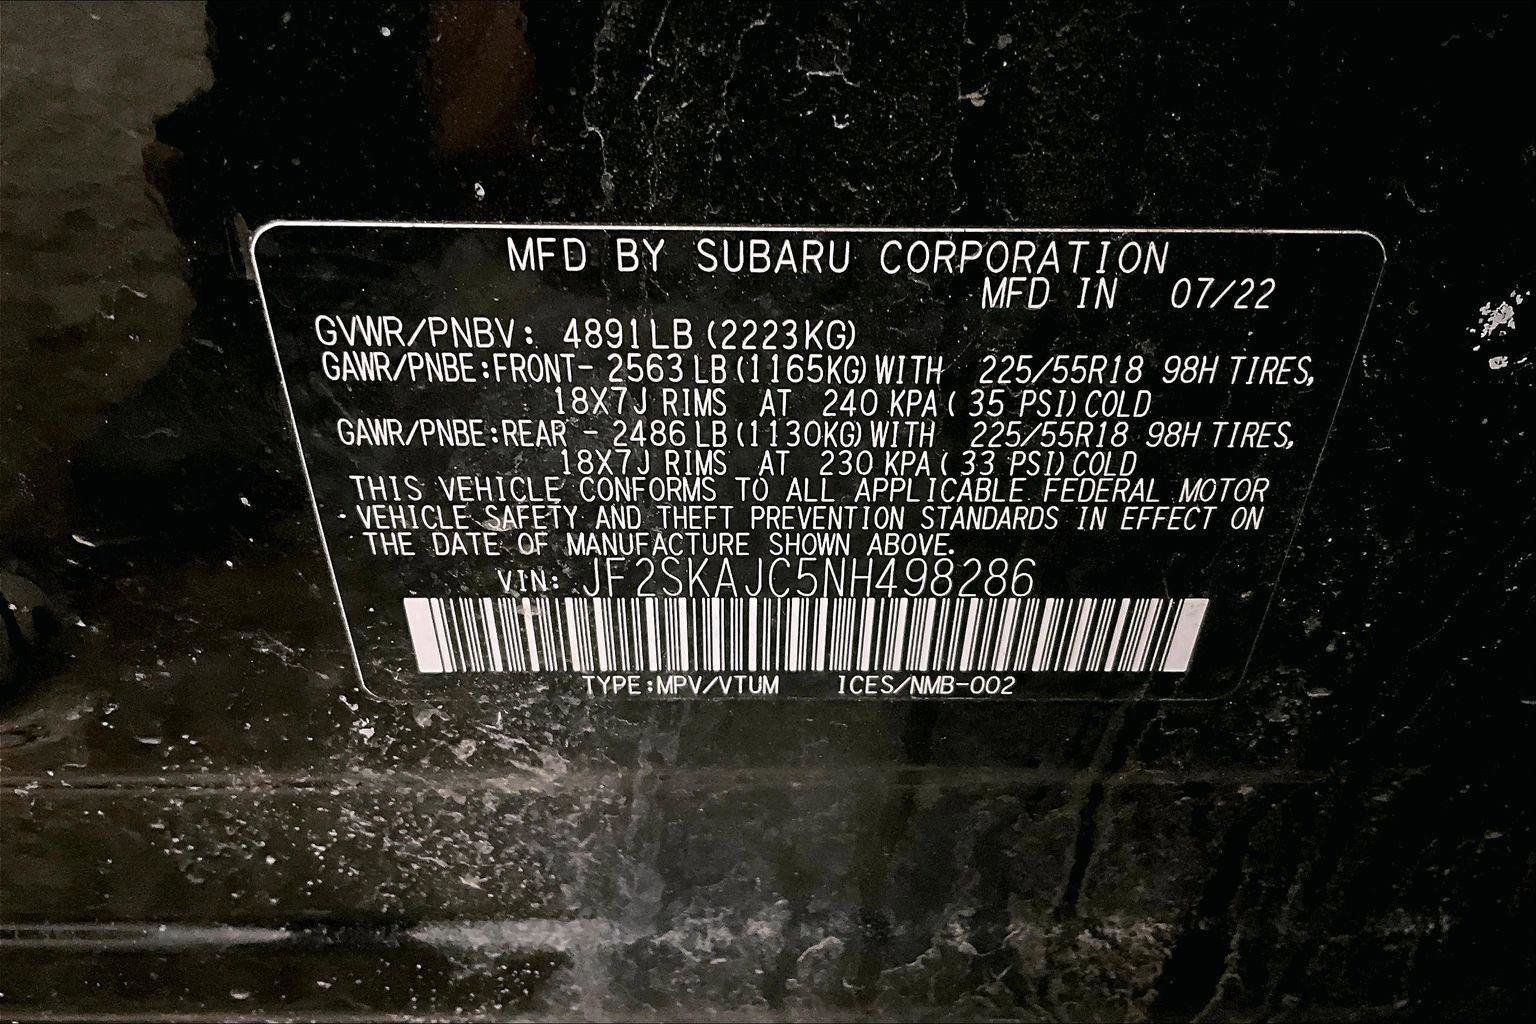 MFD BY SUBARU CORPORATION
MFD IN 07/22
GVWR/PNBV: 4891LB (2223KG)
GAWR/PNBE:FRONT- 2563 LB (1165KG) WITH 225/55R18 98H TIRES,
18X7J RIMS AT 240 KPA ( 35 PSI) COLD
GAWR/PNBE:REAR - 2486 LB (1130KG) WITH 225/55R18 98H TIRES,
18X7J RIMS AT 230 KPA ( 33 PSI) COLD
THIS VEHICLE CONFORMS TO ALL APPLICABLE FEDERAL MOTOR
VEHICLE SAFETY AND THEFT PREVENTION STANDARDS IN EFFECT ON
THE DATE OF MANUFACTURE SHOWN ABOVE.
VIN: JF2SKAJC5NH498286
TYPE:MPV/VTUM ICES/NMB-002